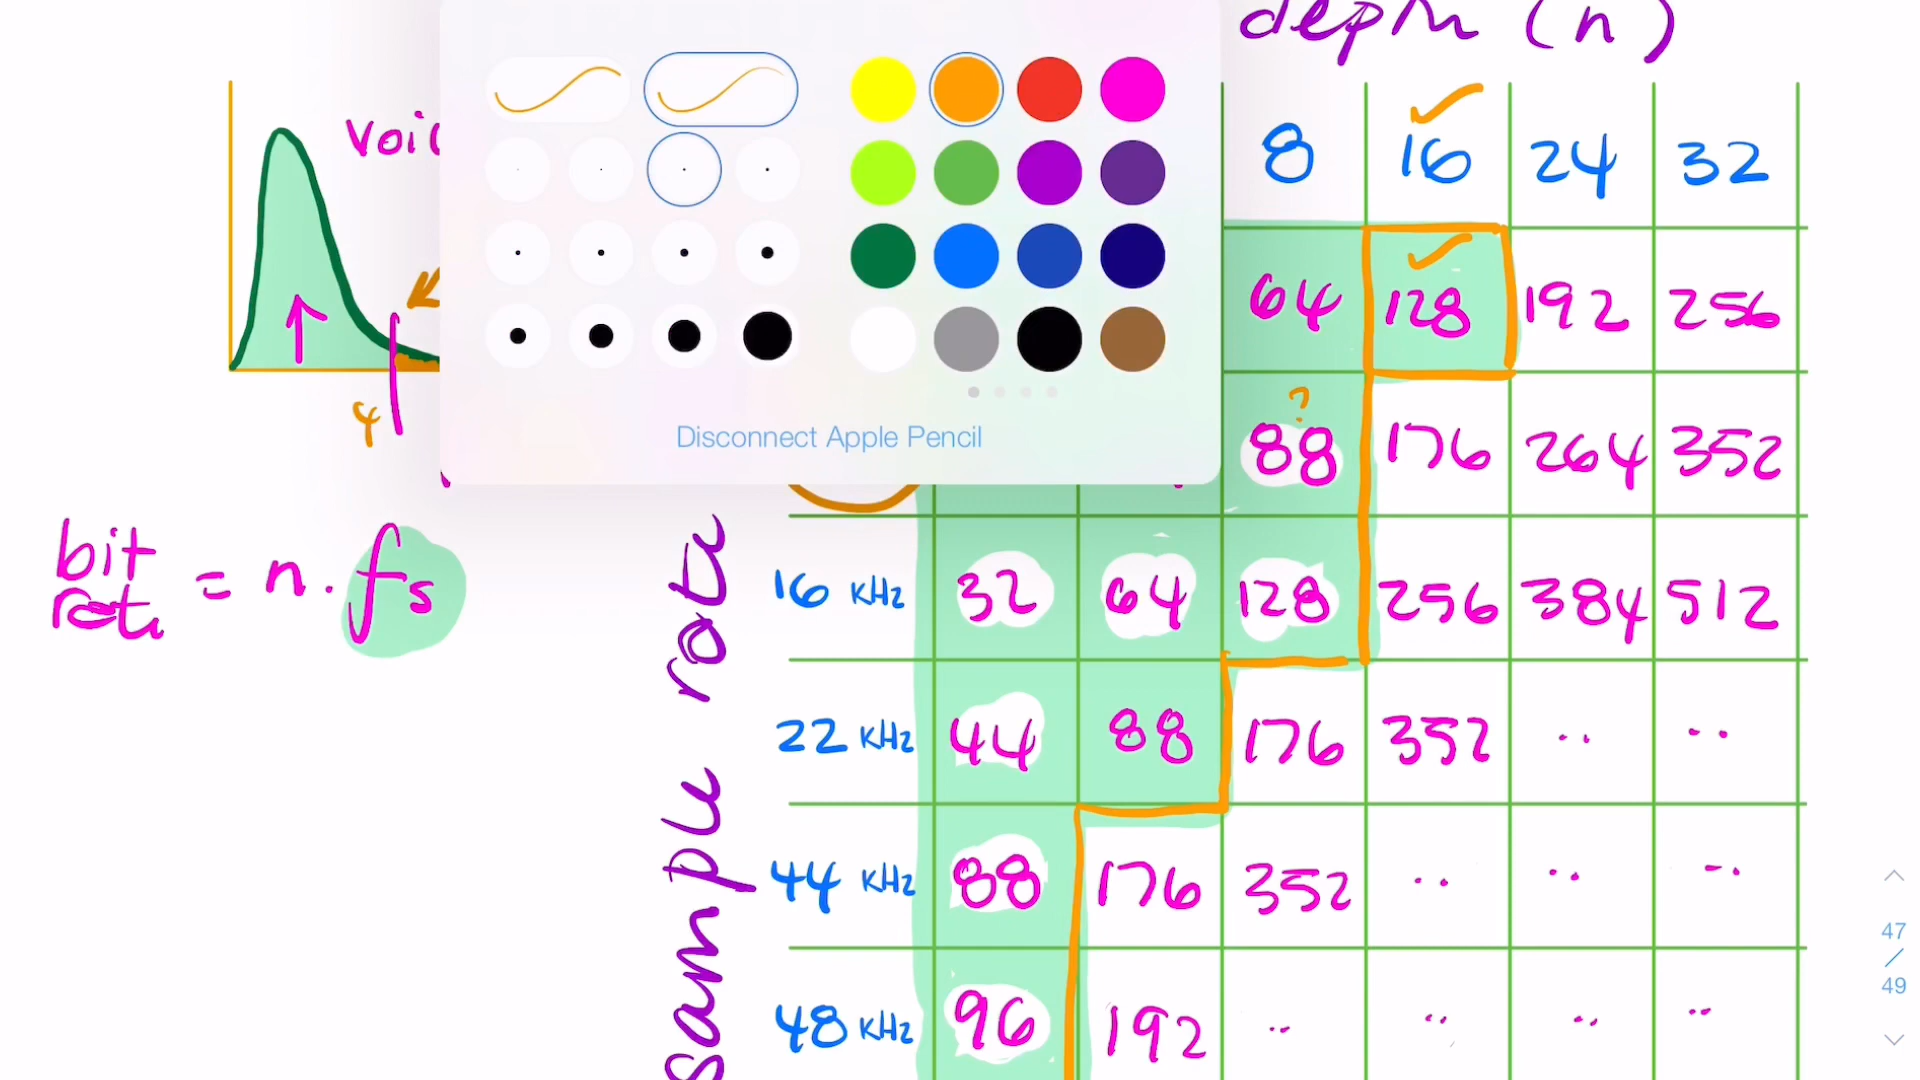 depth (n)
8 16 24 32
64 128 192 256
?
88 176 264 352
4
Disconnect Apple Pencil
bit rate = n . fs
sample rate
16 KHz 32 64 128 256 384 512
22 KHz 44 88 176 352 .. ..
44 KHz 88 176 352 .. .. ..
48 KHz 96 192 .. .. .. ..
47
/
49